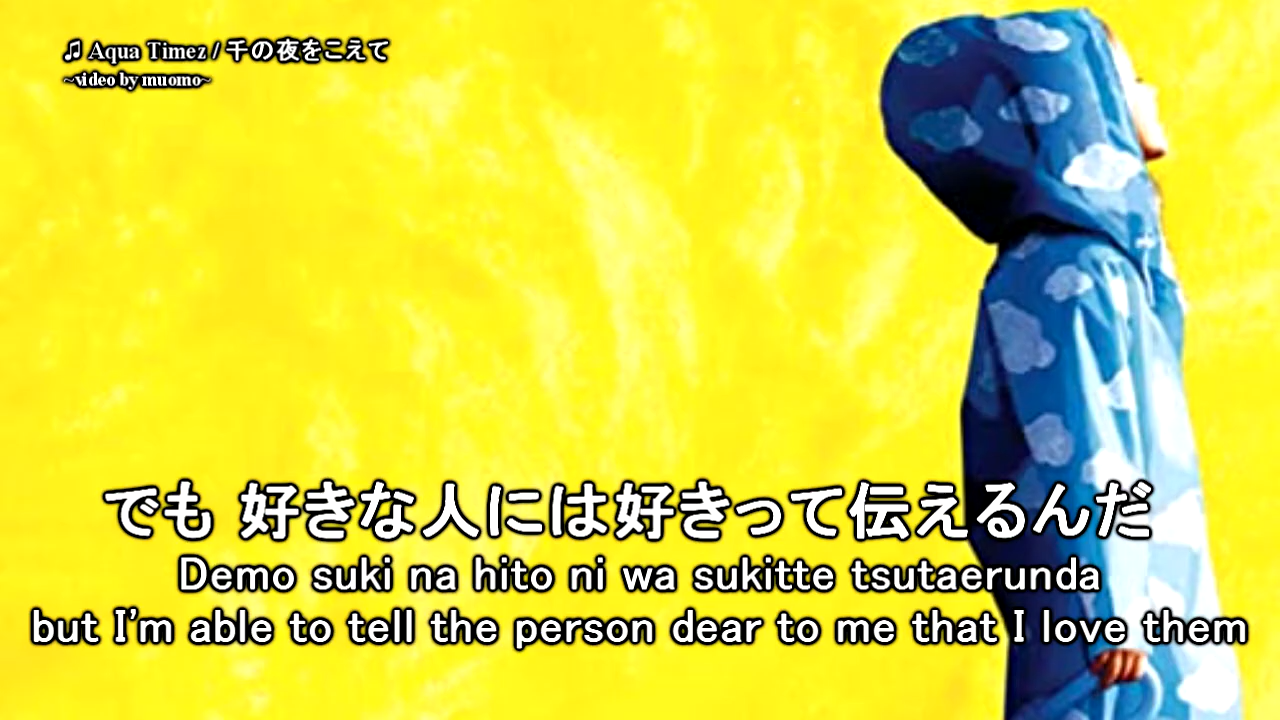 ♫ Aqua Timez / 千の夜をこえて
~video by muomo~
でも 好きな人には好きって伝えるんだ
Demo suki na hito ni wa sukitte tsutaerunda
but I'm able to tell the person dear to me that I love them